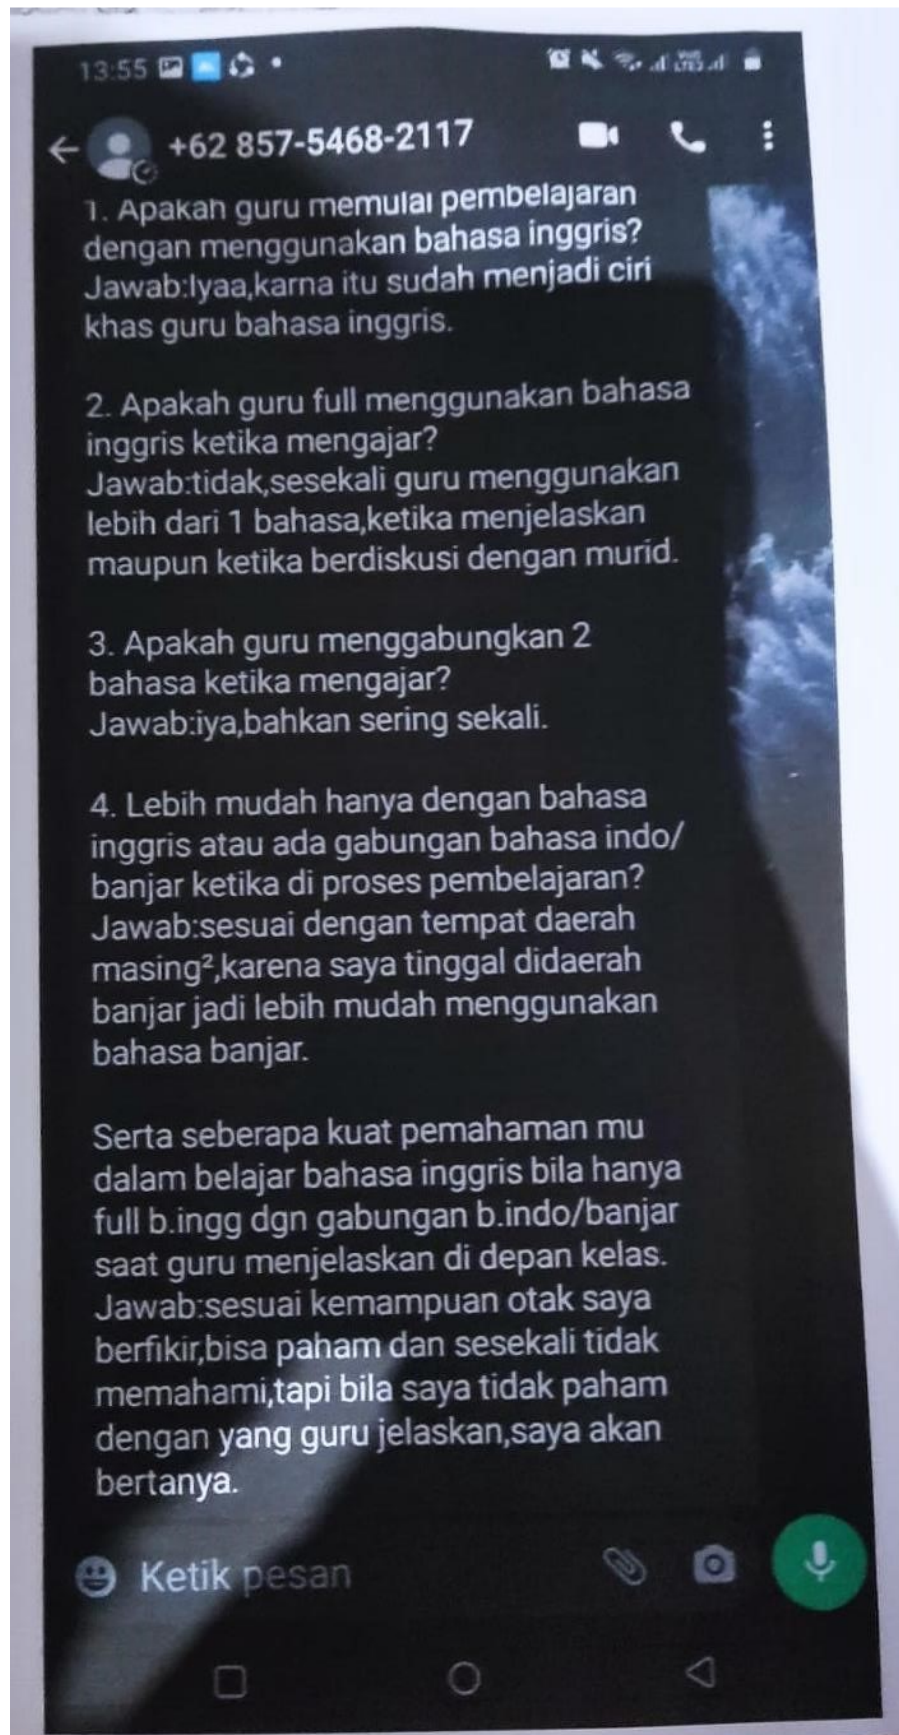 13:55
+62 857-5468-2117
1. Apakah guru memulai pembelajaran
dengan menggunakan bahasa inggris?
Jawab:Iyaa,karna itu sudah menjadi ciri
khas guru bahasa inggris.
2. Apakah guru full menggunakan bahasa
inggris ketika mengajar?
Jawab:tidak,sesekali guru menggunakan
lebih dari 1 bahasa,ketika menjelaskan
maupun ketika berdiskusi dengan murid.
3. Apakah guru menggabungkan 2
bahasa ketika mengajar?
Jawab:iya,bahkan sering sekali.
4. Lebih mudah hanya dengan bahasa
inggris atau ada gabungan bahasa indo/
banjar ketika di proses pembelajaran?
Jawab:sesuai dengan tempat daerah
masing²,karena saya tinggal didaerah
banjar jadi lebih mudah menggunakan
bahasa banjar.
Serta seberapa kuat pemahaman mu
dalam belajar bahasa inggris bila hanya
full b.ingg dgn gabungan b.indo/banjar
saat guru menjelaskan di depan kelas.
Jawab:sesuai kemampuan otak saya
berfikir,bisa paham dan sesekali tidak
memahami,tapi bila saya tidak paham
dengan yang guru jelaskan,saya akan
bertanya.
Ketik pesan